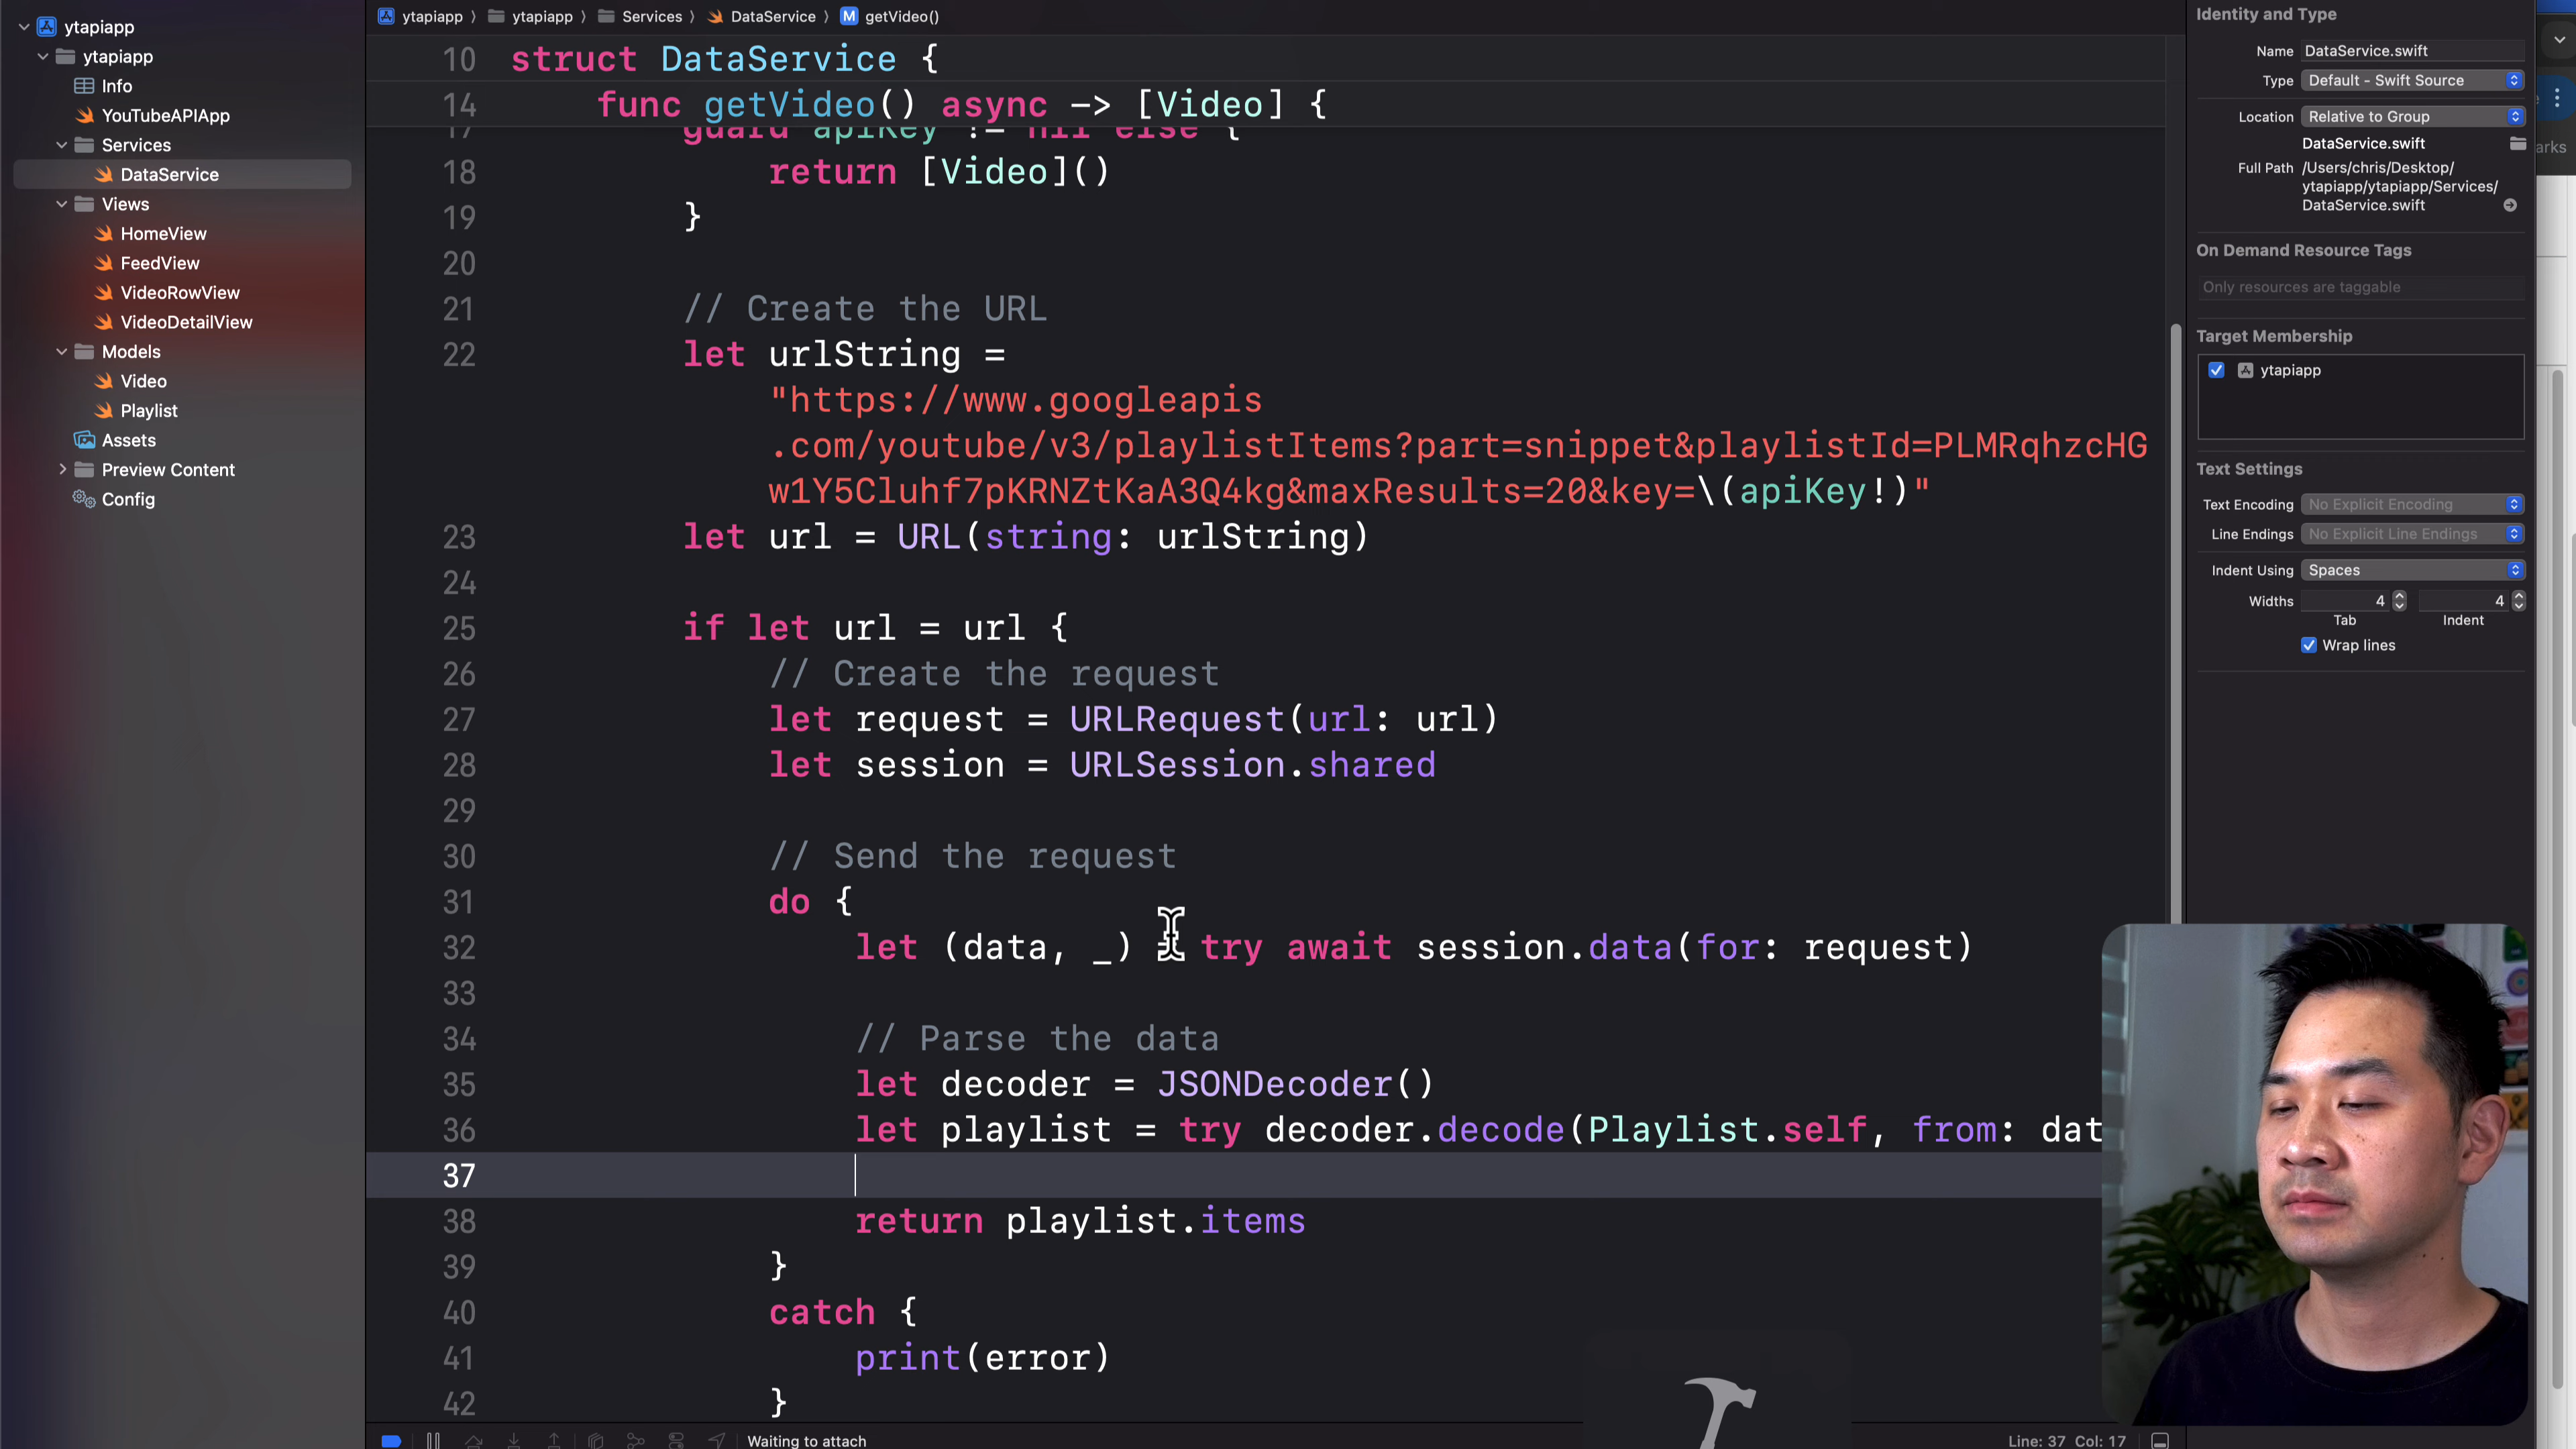 ytapiapp
ytapiapp
Info
YouTubeAPIApp
Services
DataService
Views
HomeView
FeedView
VideoRowView
VideoDetailView
Models
Video
Playlist
Assets
Preview Content
Config
ytapiapp 〉 ytapiapp 〉 Services 〉 DataService 〉 M getVideo()
10 struct DataService {
14 func getVideo() async -> [Video] {
17 guard apiKey != nil else {
18 return [Video]()
19 }
20
21 // Create the URL
22 let urlString =
"https://www.googleapis
.com/youtube/v3/playlistItems?part=snippet&playlistId=PLMRqhzcHG
w1Y5Cluhf7pKRNZtKaA3Q4kg&maxResults=20&key=\(apiKey!)"
23 let url = URL(string: urlString)
24
25 if let url = url {
26 // Create the request
27 let request = URLRequest(url: url)
28 let session = URLSession.shared
29
30 // Send the request
31 do {
32 let (data, _) = try await session.data(for: request)
33
34 // Parse the data
35 let decoder = JSONDecoder()
36 let playlist = try decoder.decode(Playlist.self, from: dat
37
38 return playlist.items
39 }
40 catch {
41 print(error)
42 }
Waiting to attach
Line: 37 Col: 17
Identity and Type
Name DataService.swift
Type Default - Swift Source
Location Relative to Group
DataService.swift
Full Path /Users/chris/Desktop/
ytapiapp/ytapiapp/Services/
DataService.swift
On Demand Resource Tags
Only resources are taggable
Target Membership
ytapiapp
Text Settings
Text Encoding No Explicit Encoding
Line Endings No Explicit Line Endings
Indent Using Spaces
Widths 4 4
Tab Indent
Wrap lines
arks